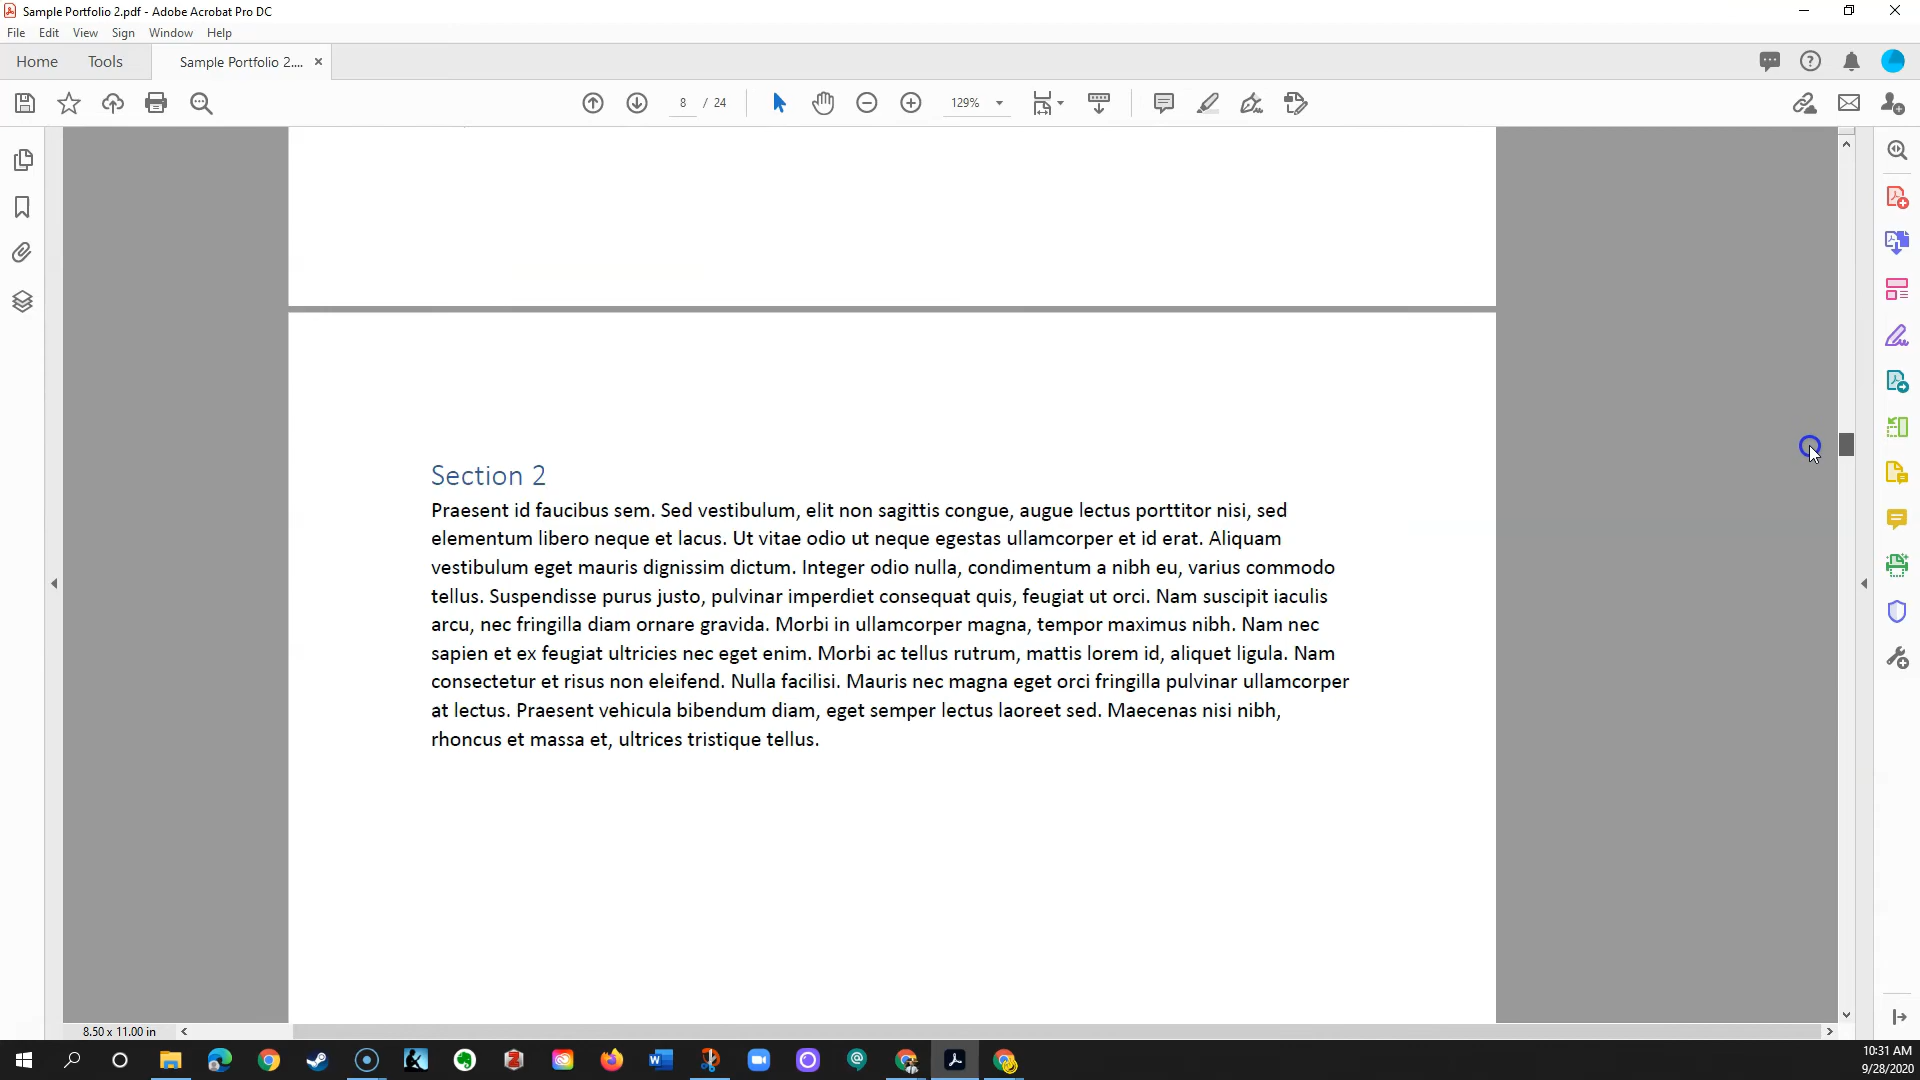 Sample Portfolio 2.pdf - Adobe Acrobat Pro DC
File Edit View Sign Window Help
Home Tools Sample Portfolio 2.... ×
8 / 24 129%
Section 2
Praesent id faucibus sem. Sed vestibulum, elit non sagittis congue, augue lectus porttitor nisi, sed
elementum libero neque et lacus. Ut vitae odio ut neque egestas ullamcorper et id erat. Aliquam
vestibulum eget mauris dignissim dictum. Integer odio nulla, condimentum a nibh eu, varius commodo
tellus. Suspendisse purus justo, pulvinar imperdiet consequat quis, feugiat ut orci. Nam suscipit iaculis
arcu, nec fringilla diam ornare gravida. Morbi in ullamcorper magna, tempor maximus nibh. Nam nec
sapien et ex feugiat ultricies nec eget enim. Morbi ac tellus rutrum, mattis lorem id, aliquet ligula. Nam
consectetur et risus non eleifend. Nulla facilisi. Mauris nec magna eget orci fringilla pulvinar ullamcorper
at lectus. Praesent vehicula bibendum diam, eget semper lectus laoreet sed. Maecenas nisi nibh,
rhoncus et massa et, ultrices tristique tellus.
8.50 x 11.00 in
10:31 AM
9/28/2020